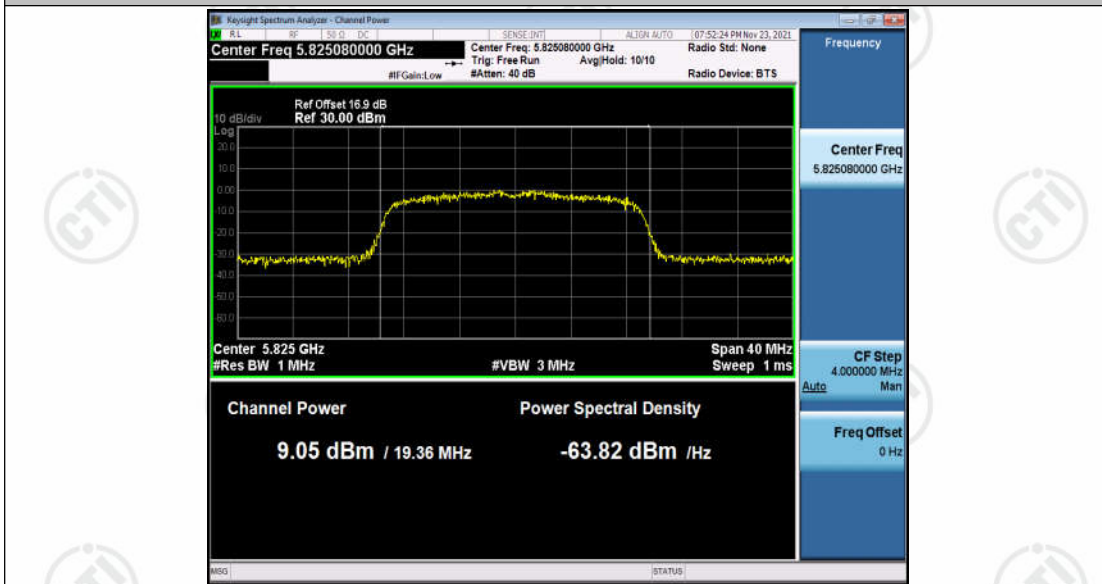 Keysight Spectrum Analyzer - Channel Power
RL RF 50 Ω DC SENSE:INT ALIGN AUTO 07:52:24 PM Nov 23, 2021
Center Freq 5.825080000 GHz
Center Freq: 5.825080000 GHz
Radio Std: None
Trig: Free Run Avg|Hold: 10/10
#IFGain:Low #Atten: 40 dB Radio Device: BTS
Frequency
Ref Offset 16.9 dB
10 dB/div Ref 30.00 dBm
Log
20.0
10.0
0.00
-10.0
-20.0
-30.0
-40.0
-50.0
-60.0
Center 5.825 GHz Span 40 MHz
#Res BW 1 MHz #VBW 3 MHz Sweep 1 ms
Channel Power Power Spectral Density
9.05 dBm / 19.36 MHz -63.82 dBm /Hz
Center Freq
5.825080000 GHz
CF Step
4.000000 MHz
Auto Man
Freq Offset
0 Hz
MSG STATUS
CTI
CTI